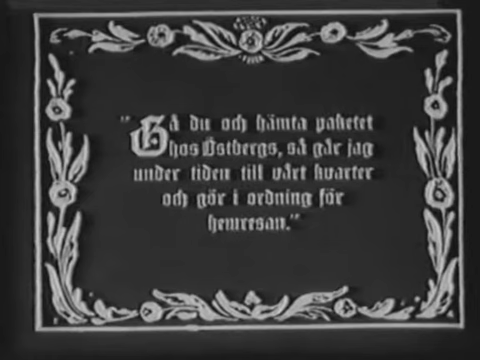 "Gå du och hämta paketet
hos Östbergs, så går jag
under tiden till vårt kvarter
och gör i ordning för
hemresan."